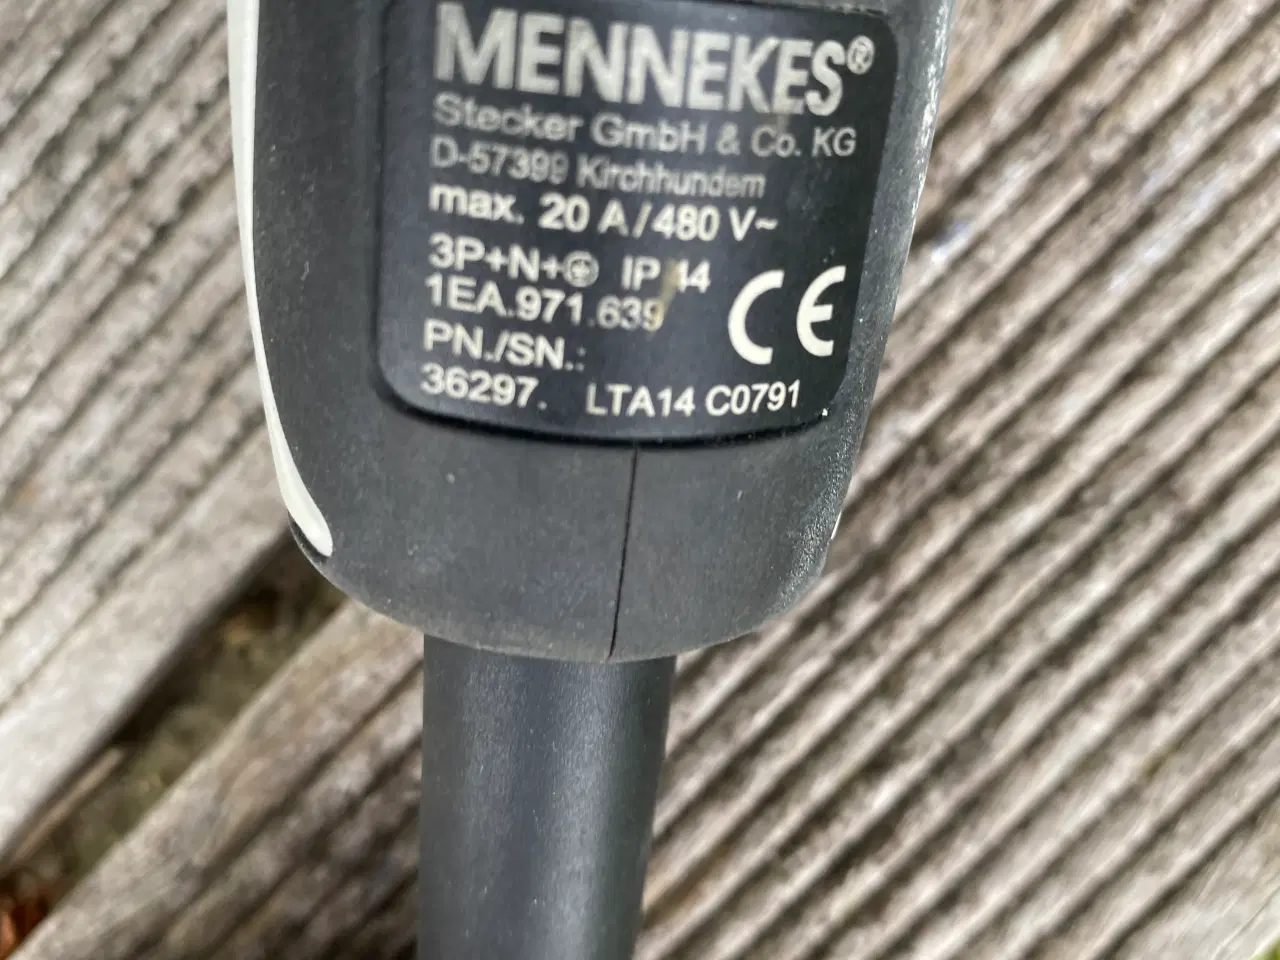 MENNEKES®
Stecker GmbH & Co. KG
D-57399 Kirchhundem
max. 20 A/480 V~
3P+N+⏚ IP 44
1EA.971.639
PN./SN.:
36297. LTA14 C0791
CE